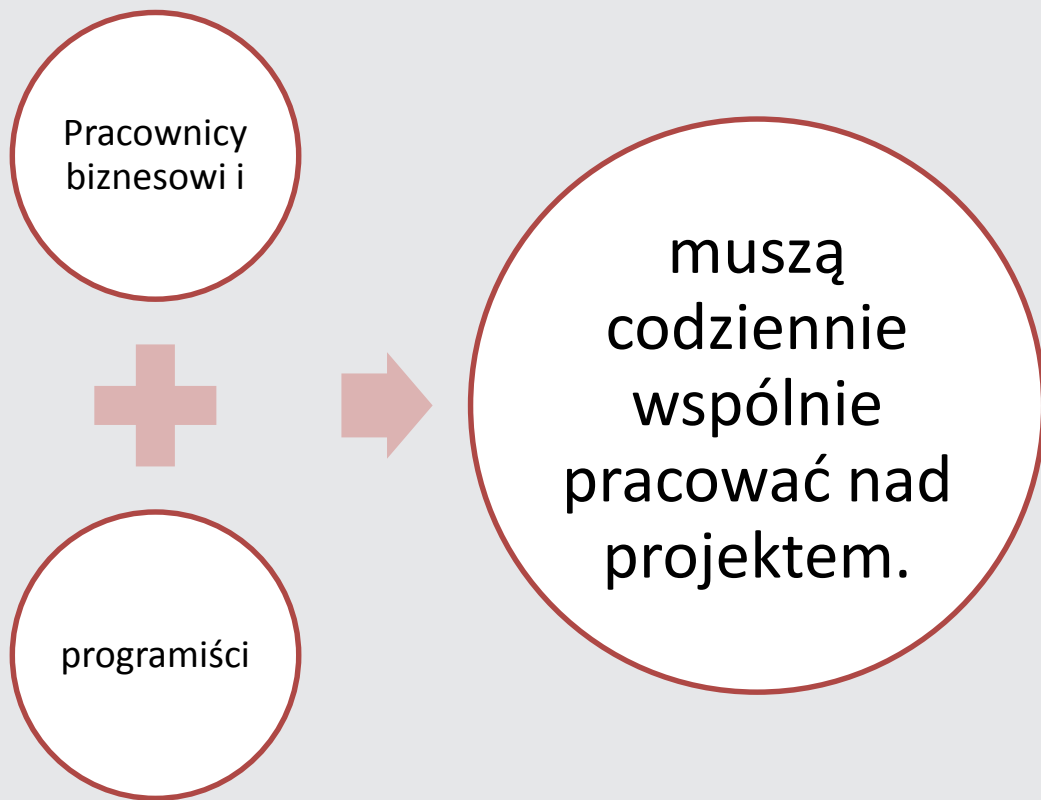 Pracownicy
biznesowi i
programiści
muszą
codziennie
wspólnie
pracować nad
projektem.